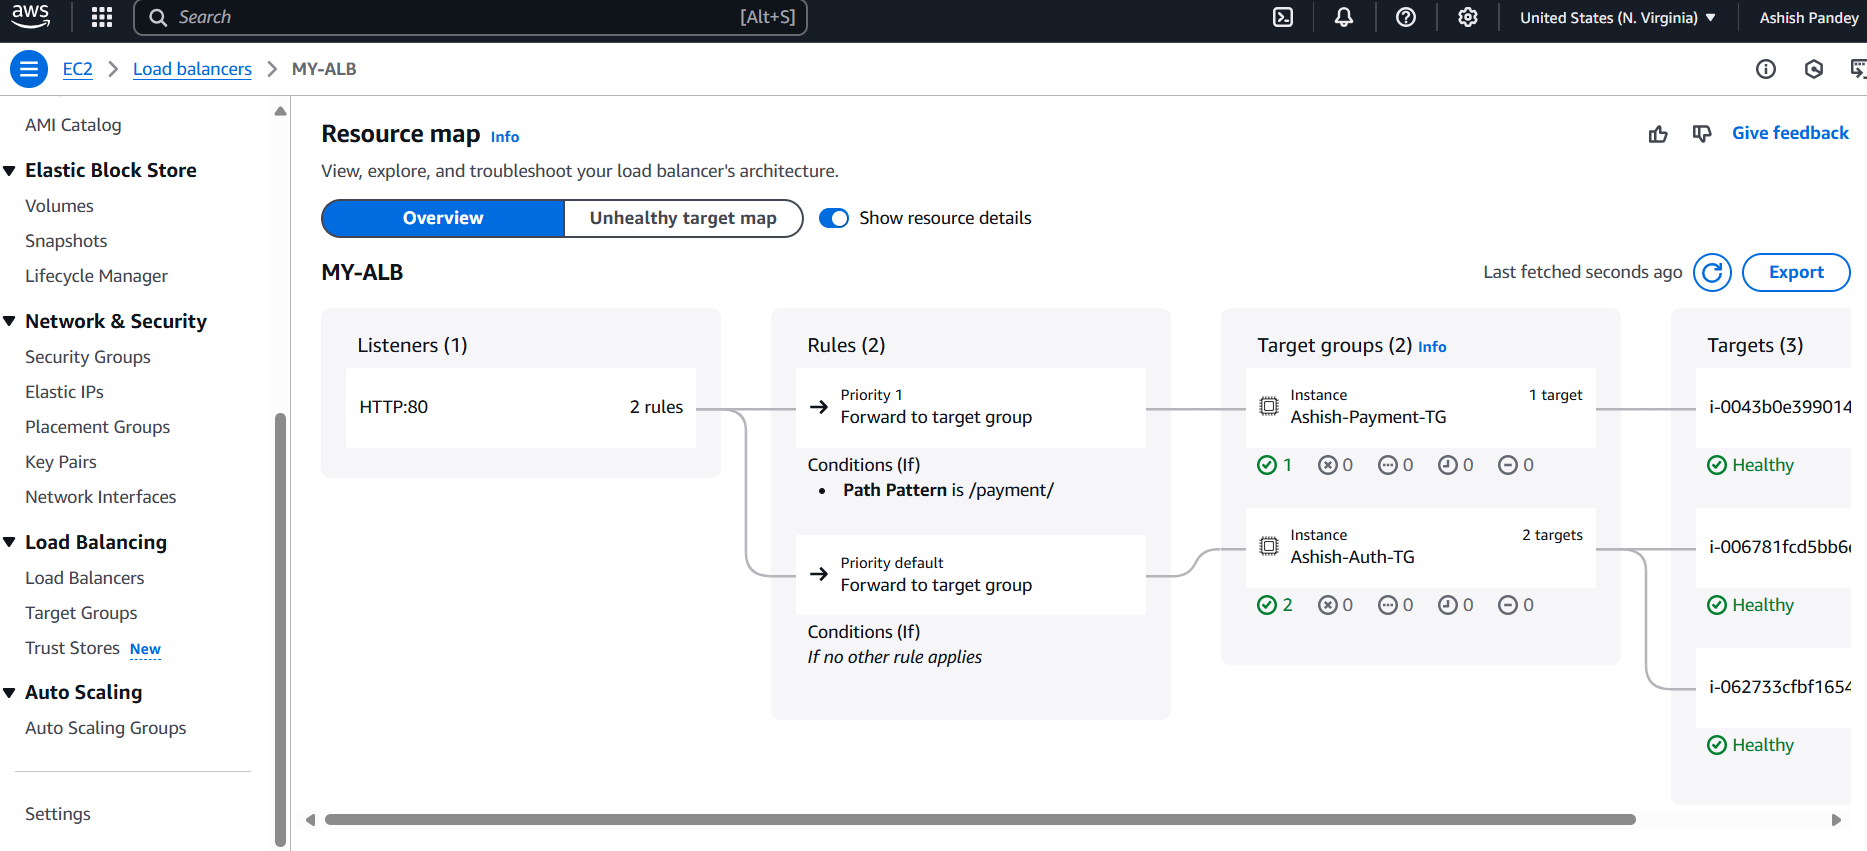 aws
Search
[Alt+S]
United States (N. Virginia)
Ashish Pandey
EC2
Load balancers
MY-ALB
AMI Catalog
Elastic Block Store
Volumes
Snapshots
Lifecycle Manager
Network & Security
Security Groups
Elastic IPs
Placement Groups
Key Pairs
Network Interfaces
Load Balancing
Load Balancers
Target Groups
Trust Stores New
Auto Scaling
Auto Scaling Groups
Settings
Resource map Info
Give feedback
View, explore, and troubleshoot your load balancer's architecture.
Overview
Unhealthy target map
Show resource details
MY-ALB
Last fetched seconds ago
Export
Listeners (1)
HTTP:80
2 rules
Rules (2)
Priority 1
Forward to target group
Conditions (If)
• Path Pattern is /payment/
Priority default
Forward to target group
Conditions (If)
If no other rule applies
Target groups (2) Info
Instance
1 target
Ashish-Payment-TG
1 0 0 0 0
Instance
2 targets
Ashish-Auth-TG
2 0 0 0 0
Targets (3)
i-0043b0e399014
Healthy
i-006781fcd5bb6
Healthy
i-062733cfbf1654
Healthy